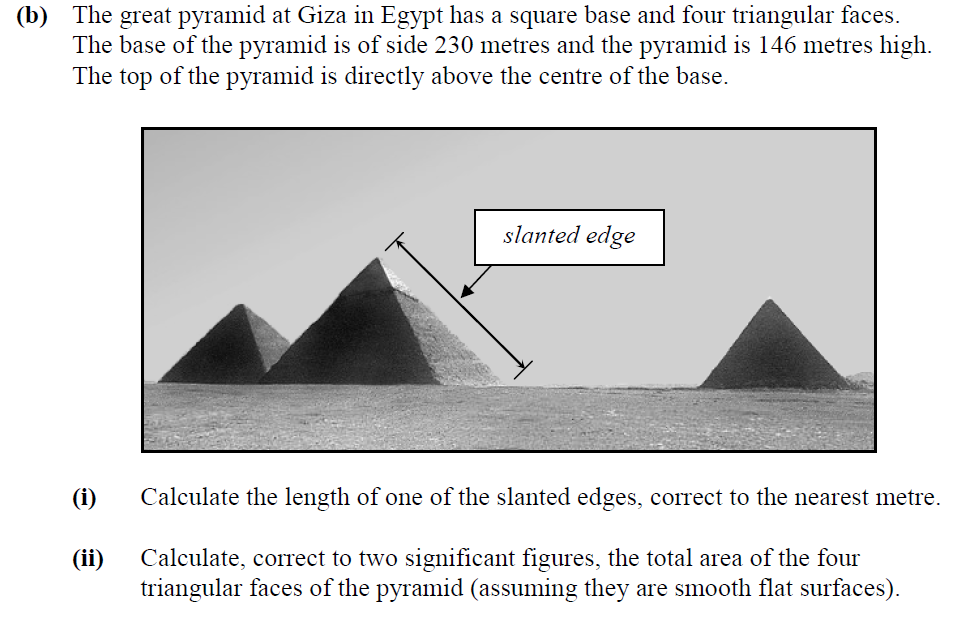 (b) The great pyramid at Giza in Egypt has a square base and four triangular faces.
The base of the pyramid is of side 230 metres and the pyramid is 146 metres high.
The top of the pyramid is directly above the centre of the base.
slanted edge
(i) Calculate the length of one of the slanted edges, correct to the nearest metre.
(ii) Calculate, correct to two significant figures, the total area of the four
triangular faces of the pyramid (assuming they are smooth flat surfaces).